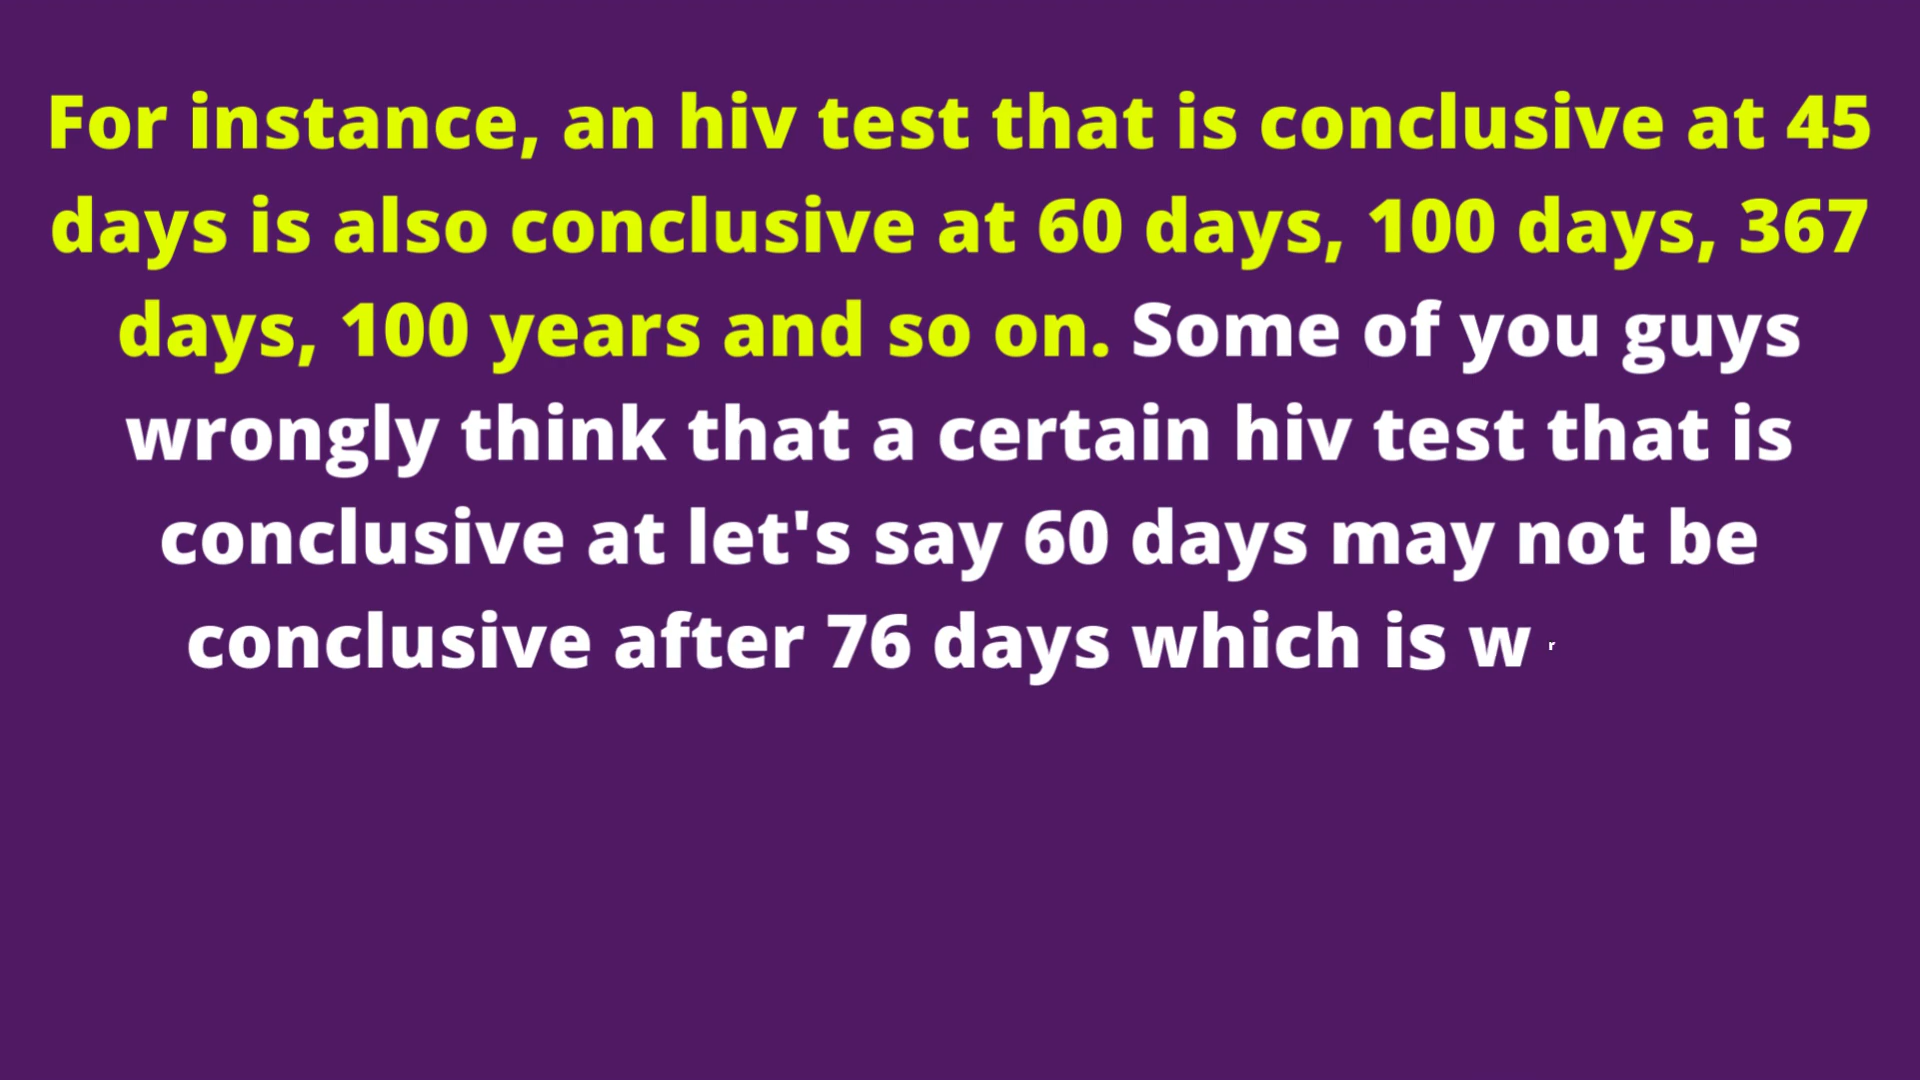 For instance, an hiv test that is conclusive at 45
days is also conclusive at 60 days, 100 days, 367
days, 100 years and so on. Some of you guys
wrongly think that a certain hiv test that is
conclusive at let's say 60 days may not be
conclusive after 76 days which is w r